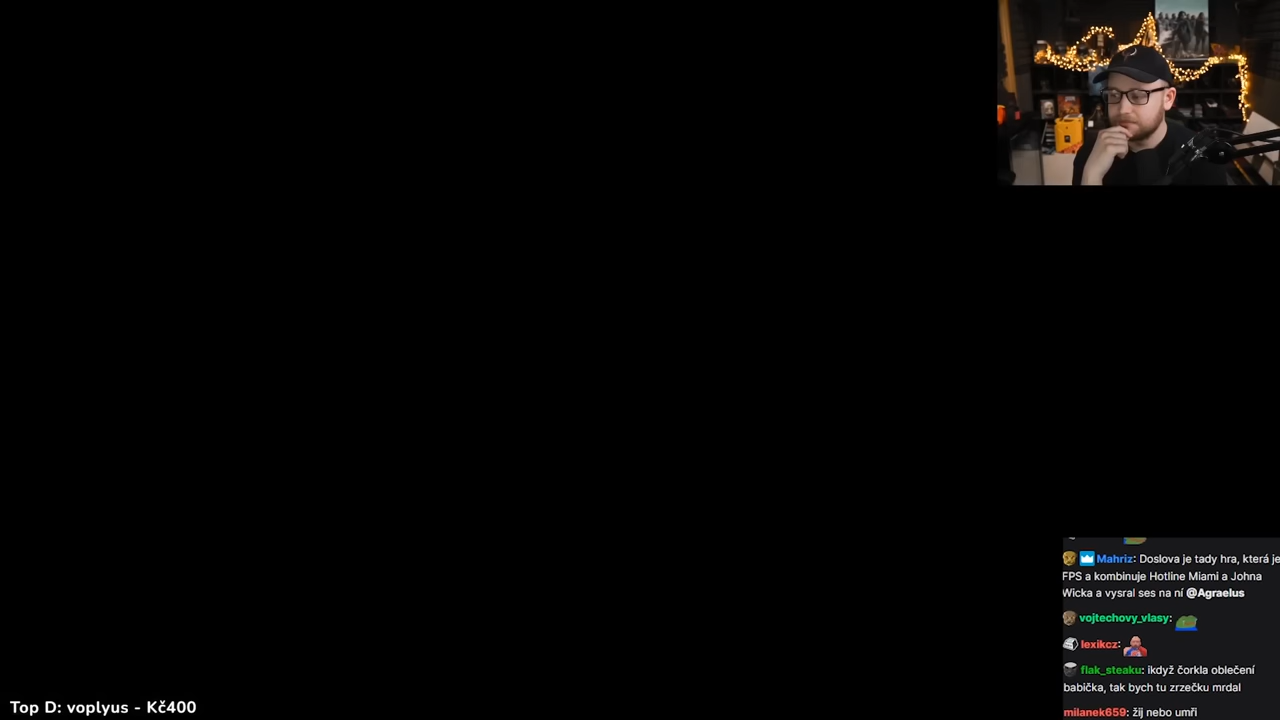 Mahriz: Doslova je tady hra, která je
FPS a kombinuje Hotline Miami a Johna
Wicka a vysral ses na ní @Agraelus
vojtechovy_vlasy:
lexikcz:
flak_steaku: ikdyž čorkla oblečení
babička, tak bych tu zrzečku mrdal
milanek659: žij nebo umři
Top D: voplyus - Kč400